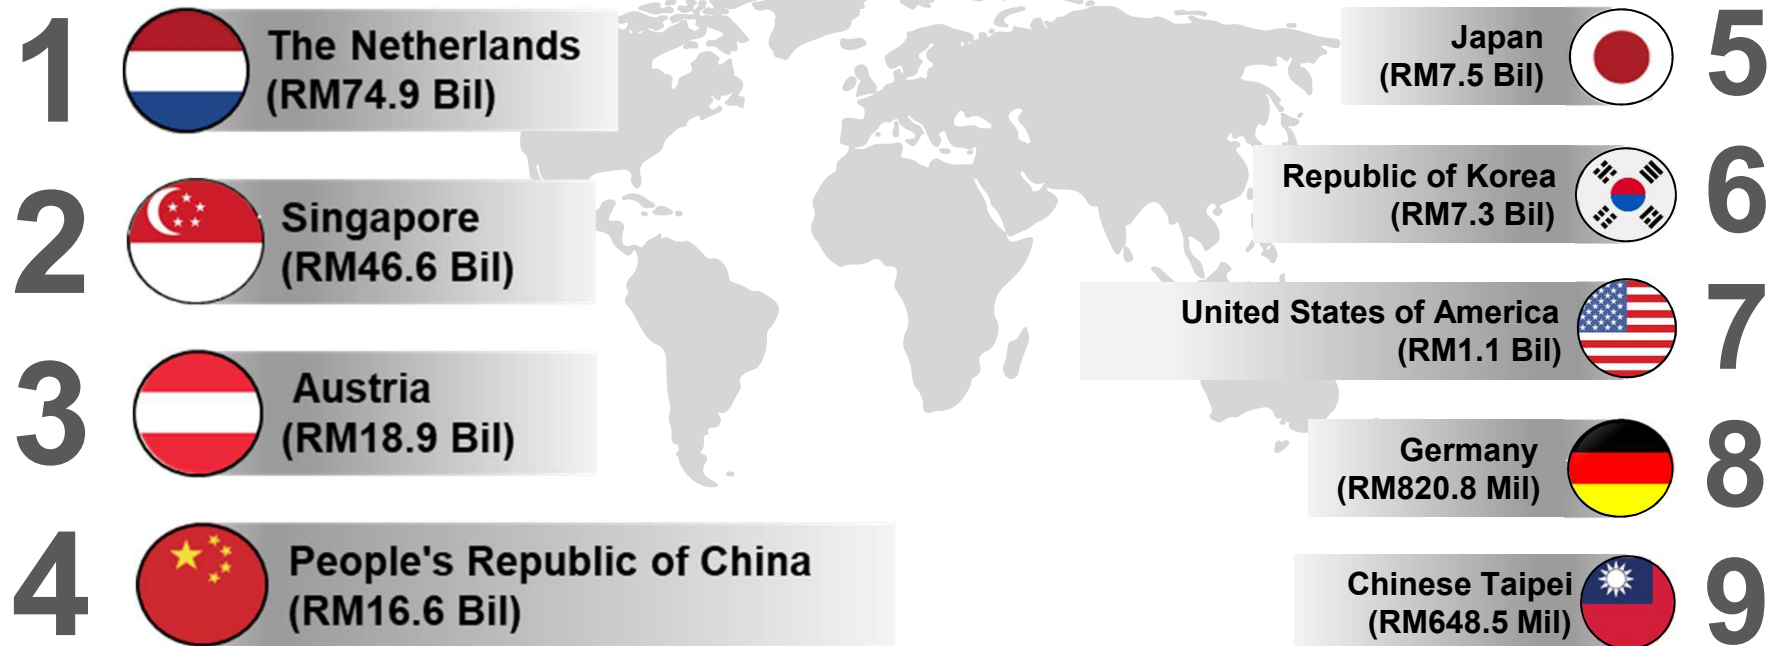 1
The Netherlands
(RM74.9 Bil)
2
Singapore
(RM46.6 Bil)
3
Austria
(RM18.9 Bil)
4
People's Republic of China
(RM16.6 Bil)
Japan
(RM7.5 Bil)
5
Republic of Korea
(RM7.3 Bil)
6
United States of America
(RM1.1 Bil)
7
Germany
(RM820.8 Mil)
8
Chinese Taipei
(RM648.5 Mil)
9